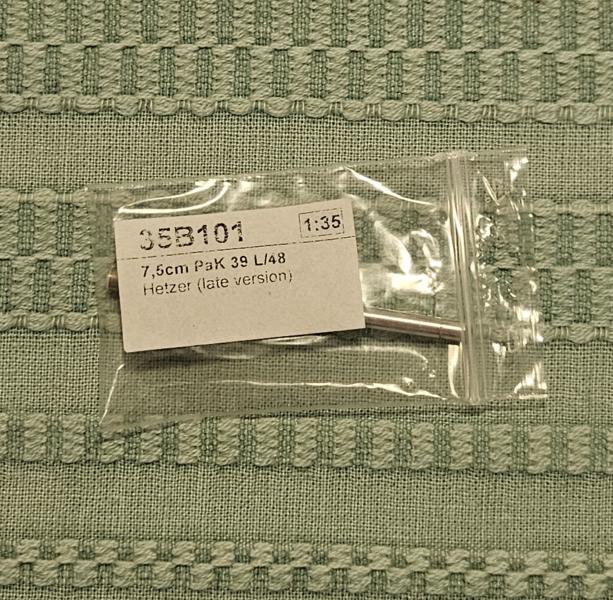 35B101
1:35
7,5cm PaK 39 L/48
Hetzer (late version)